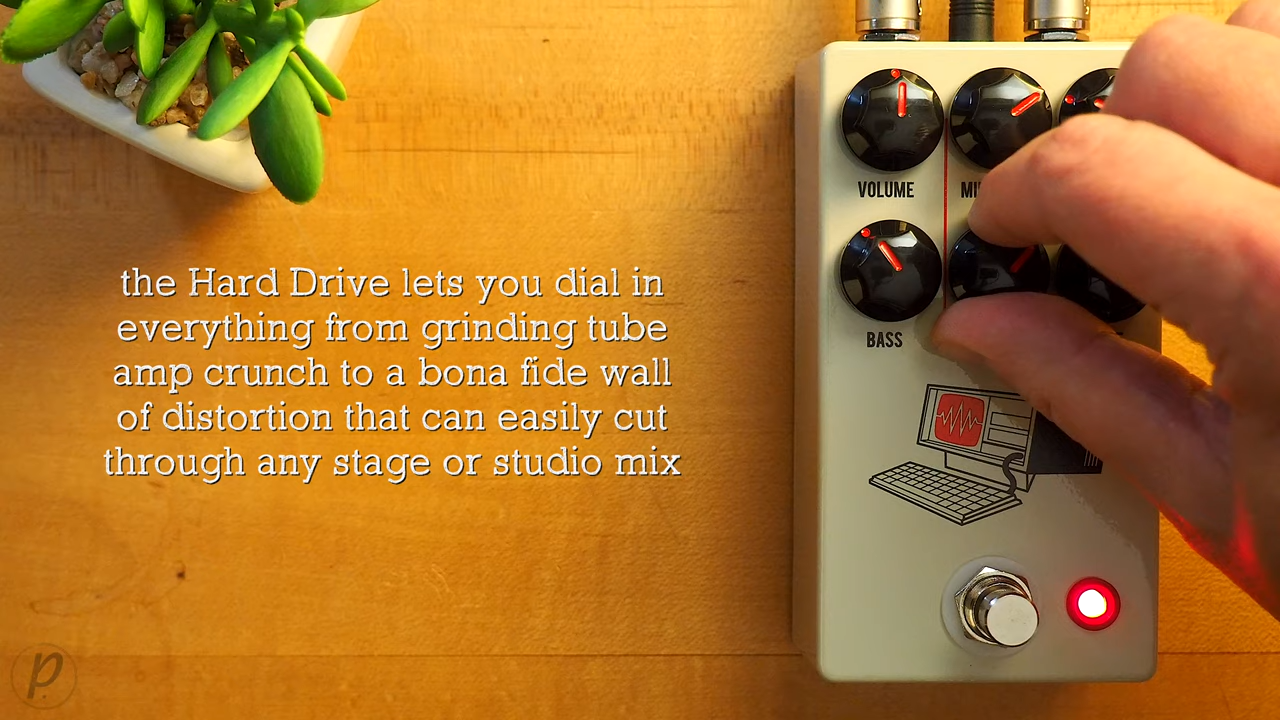 the Hard Drive lets you dial in
everything from grinding tube
amp crunch to a bona fide wall
of distortion that can easily cut
through any stage or studio mix
VOLUME
BASS
p